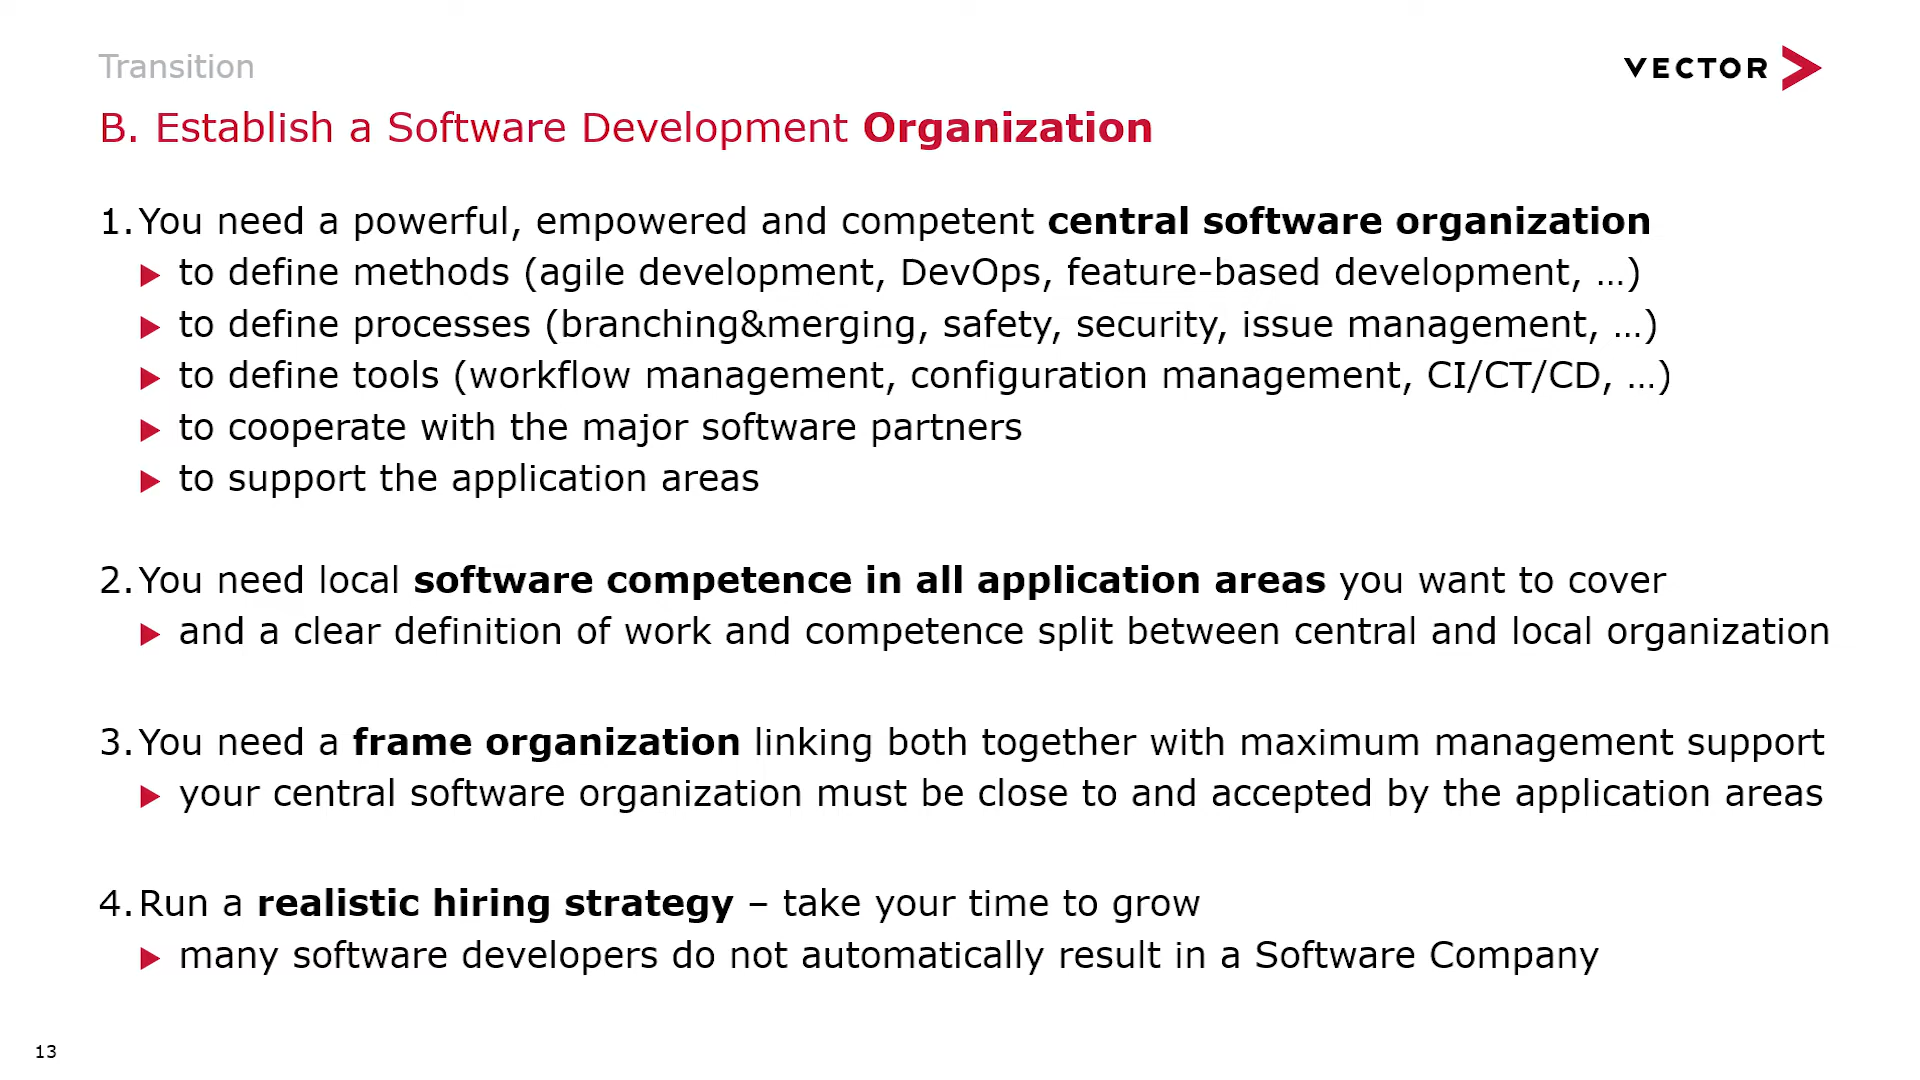 Transition
VECTOR
B. Establish a Software Development Organization
1. You need a powerful, empowered and competent central software organization
to define methods (agile development, DevOps, feature-based development, …)
to define processes (branching&merging, safety, security, issue management, …)
to define tools (workflow management, configuration management, CI/CT/CD, …)
to cooperate with the major software partners
to support the application areas
2. You need local software competence in all application areas you want to cover
and a clear definition of work and competence split between central and local organization
3. You need a frame organization linking both together with maximum management support
your central software organization must be close to and accepted by the application areas
4. Run a realistic hiring strategy – take your time to grow
many software developers do not automatically result in a Software Company
13